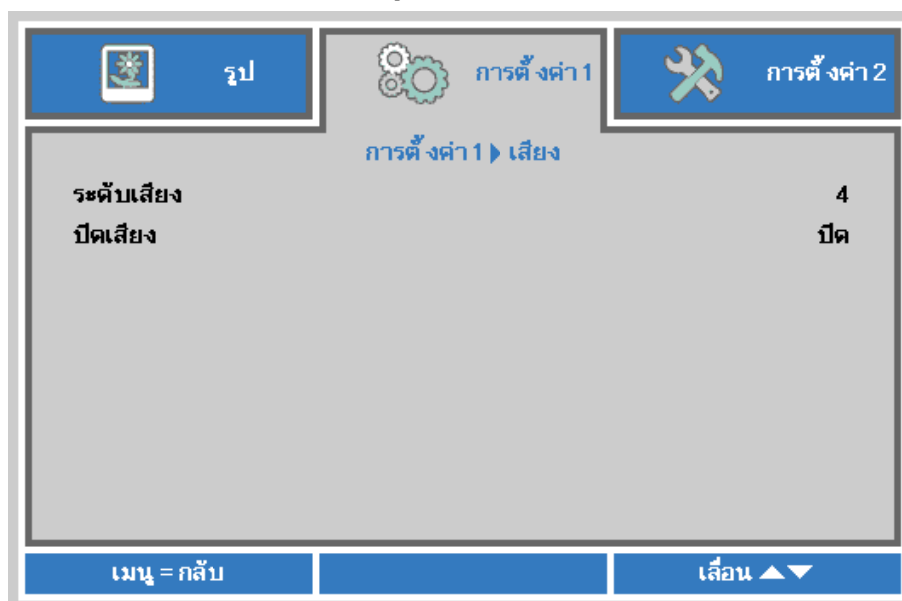 รูป การตั้งค่า 1 การตั้งค่า 2
การตั้งค่า 1 ▶ เสียง
ระดับเสียง 4
ปิดเสียง ปิด
เมนู = กลับ เลื่อน ▲▼